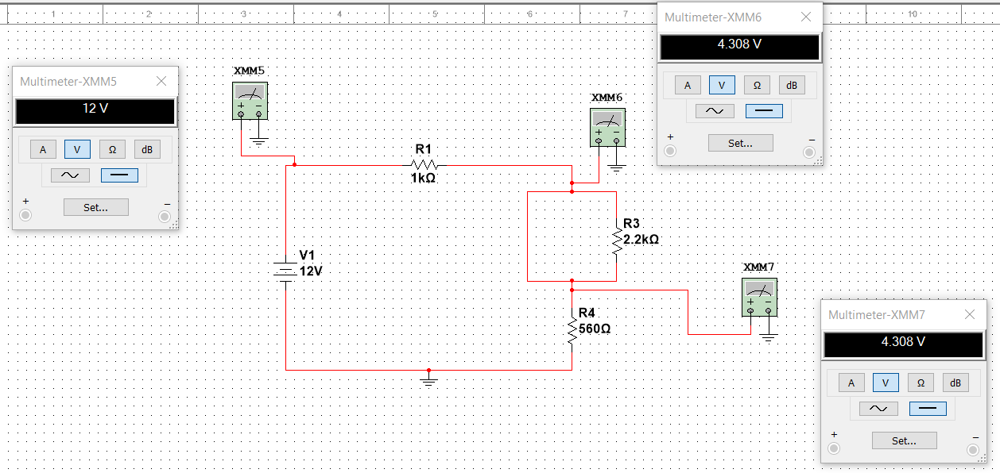 1 2 3 4 5 6 7 10
Multimeter-XMM6
4.308 V
A V Ω dB
+ Set... −
Multimeter-XMM5
12 V
A V Ω dB
+ Set... −
XMM5
+ −
XMM6
+ −
R1
1kΩ
R3
2.2kΩ
V1
12V
XMM7
+ −
R4
560Ω
Multimeter-XMM7
4.308 V
A V Ω dB
+ Set... −